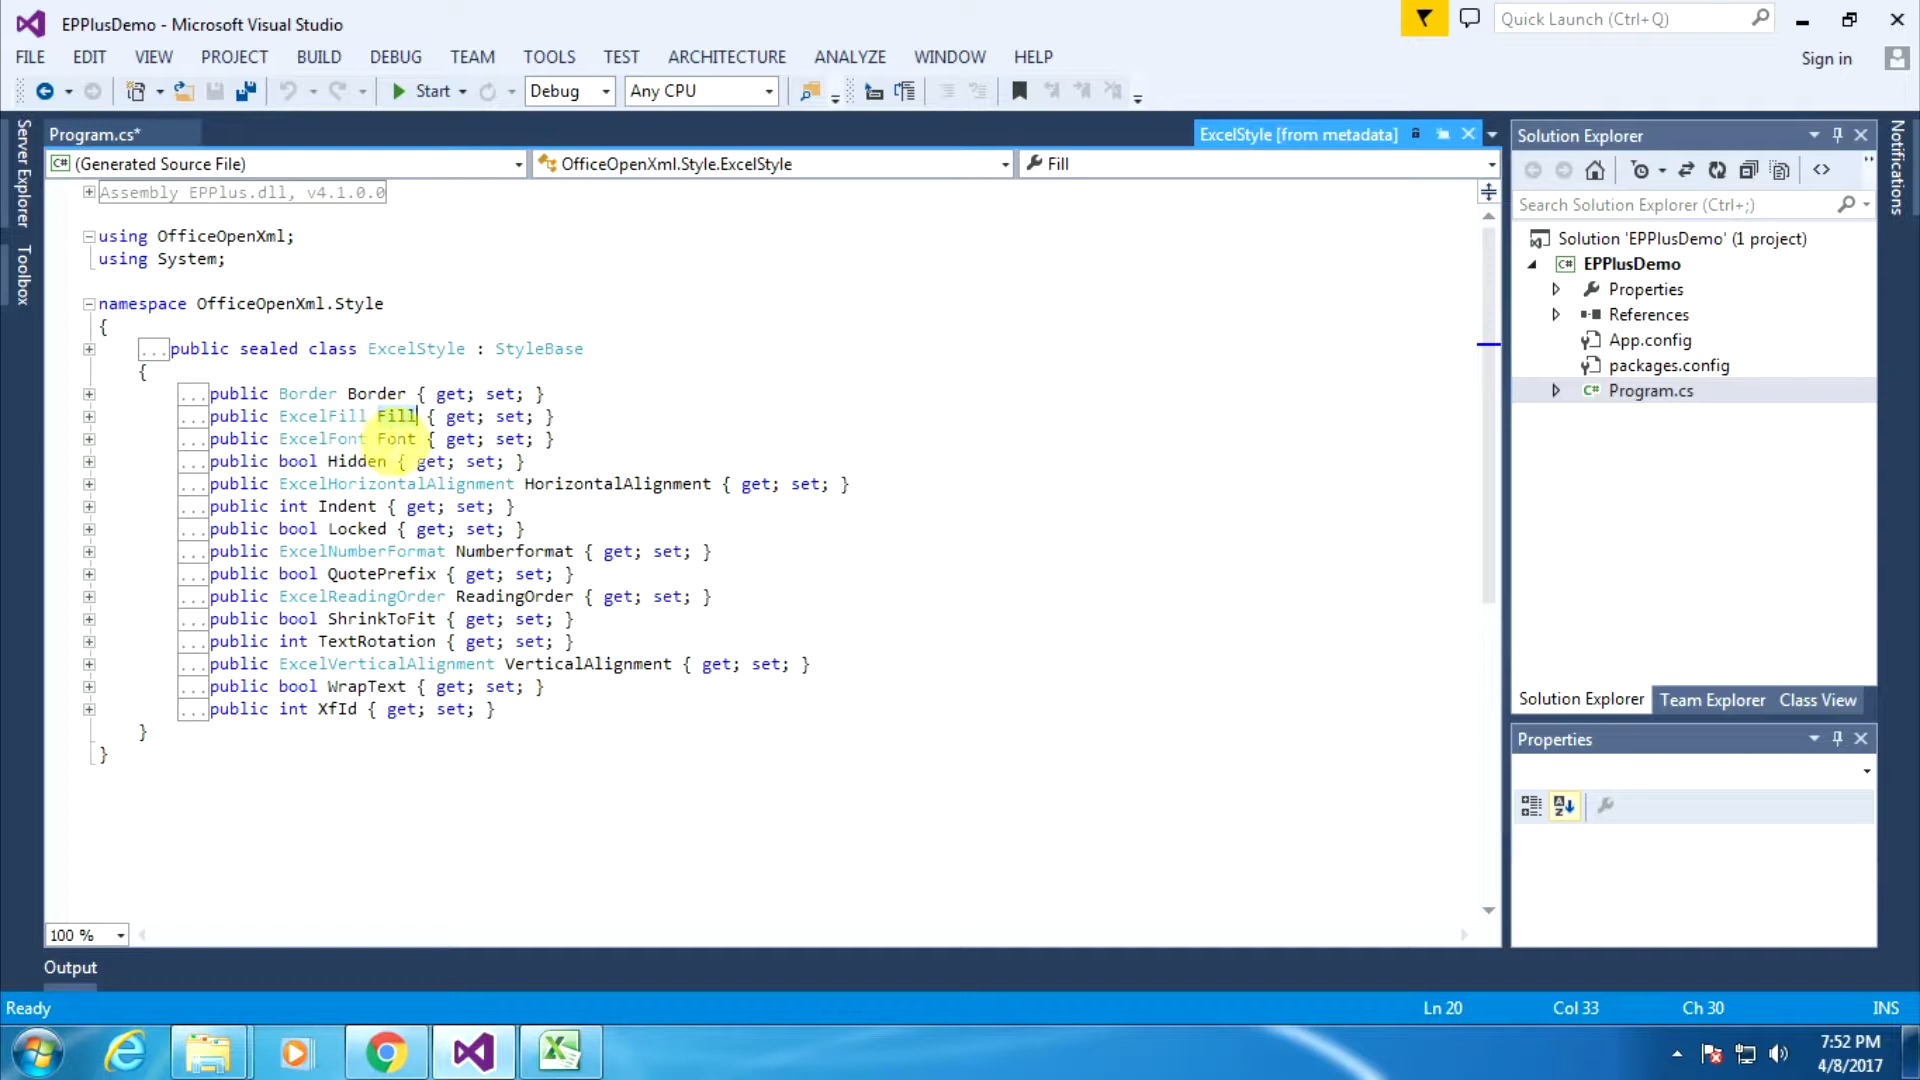 EPPlusDemo - Microsoft Visual Studio
Quick Launch (Ctrl+Q)
FILE EDIT VIEW PROJECT BUILD DEBUG TEAM TOOLS TEST ARCHITECTURE ANALYZE WINDOW HELP
Sign in
Start Debug Any CPU
Server Explorer
Toolbox
Program.cs*
ExcelStyle [from metadata]
(Generated Source File)
OfficeOpenXml.Style.ExcelStyle
Fill
Assembly EPPlus.dll, v4.1.0.0
using OfficeOpenXml;
using System;
namespace OfficeOpenXml.Style
{
...public sealed class ExcelStyle : StyleBase
{
...public Border Border { get; set; }
...public ExcelFill Fill { get; set; }
...public ExcelFont Font { get; set; }
...public bool Hidden { get; set; }
...public ExcelHorizontalAlignment HorizontalAlignment { get; set; }
...public int Indent { get; set; }
...public bool Locked { get; set; }
...public ExcelNumberFormat Numberformat { get; set; }
...public bool QuotePrefix { get; set; }
...public ExcelReadingOrder ReadingOrder { get; set; }
...public bool ShrinkToFit { get; set; }
...public int TextRotation { get; set; }
...public ExcelVerticalAlignment VerticalAlignment { get; set; }
...public bool WrapText { get; set; }
...public int XfId { get; set; }
}
}
100 %
Solution Explorer
Search Solution Explorer (Ctrl+;)
Solution 'EPPlusDemo' (1 project)
C# EPPlusDemo
Properties
References
App.config
packages.config
C# Program.cs
Solution Explorer Team Explorer Class View
Properties
Notifications
Output
Ready
Ln 20
Col 33
Ch 30
INS
7:52 PM
4/8/2017